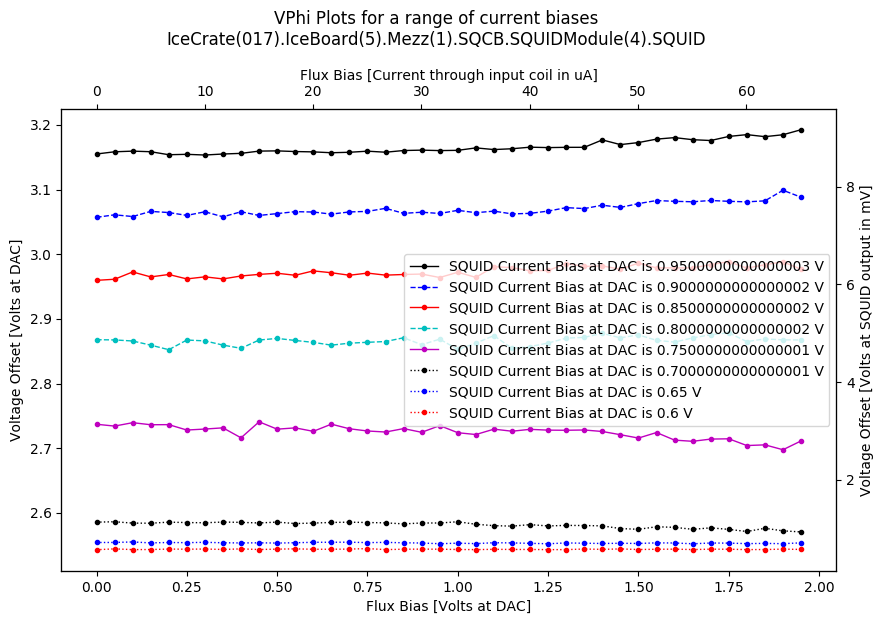 VPhi Plots for a range of current biases
IceCrate(017).IceBoard(5).Mezz(1).SQCB.SQUIDModule(4).SQUID
Flux Bias [Current through input coil in uA]
0 10 20 30 40 50 60
Voltage Offset [Volts at DAC]
3.2
3.1
3.0
2.9
2.8
2.7
2.6
SQUID Current Bias at DAC is 0.9500000000000003 V
SQUID Current Bias at DAC is 0.9000000000000002 V
SQUID Current Bias at DAC is 0.8500000000000002 V
SQUID Current Bias at DAC is 0.8000000000000002 V
SQUID Current Bias at DAC is 0.7500000000000001 V
SQUID Current Bias at DAC is 0.7000000000000001 V
SQUID Current Bias at DAC is 0.65 V
SQUID Current Bias at DAC is 0.6 V
8
6
4
2
Voltage Offset [Volts at SQUID output in mV]
0.00 0.25 0.50 0.75 1.00 1.25 1.50 1.75 2.00
Flux Bias [Volts at DAC]